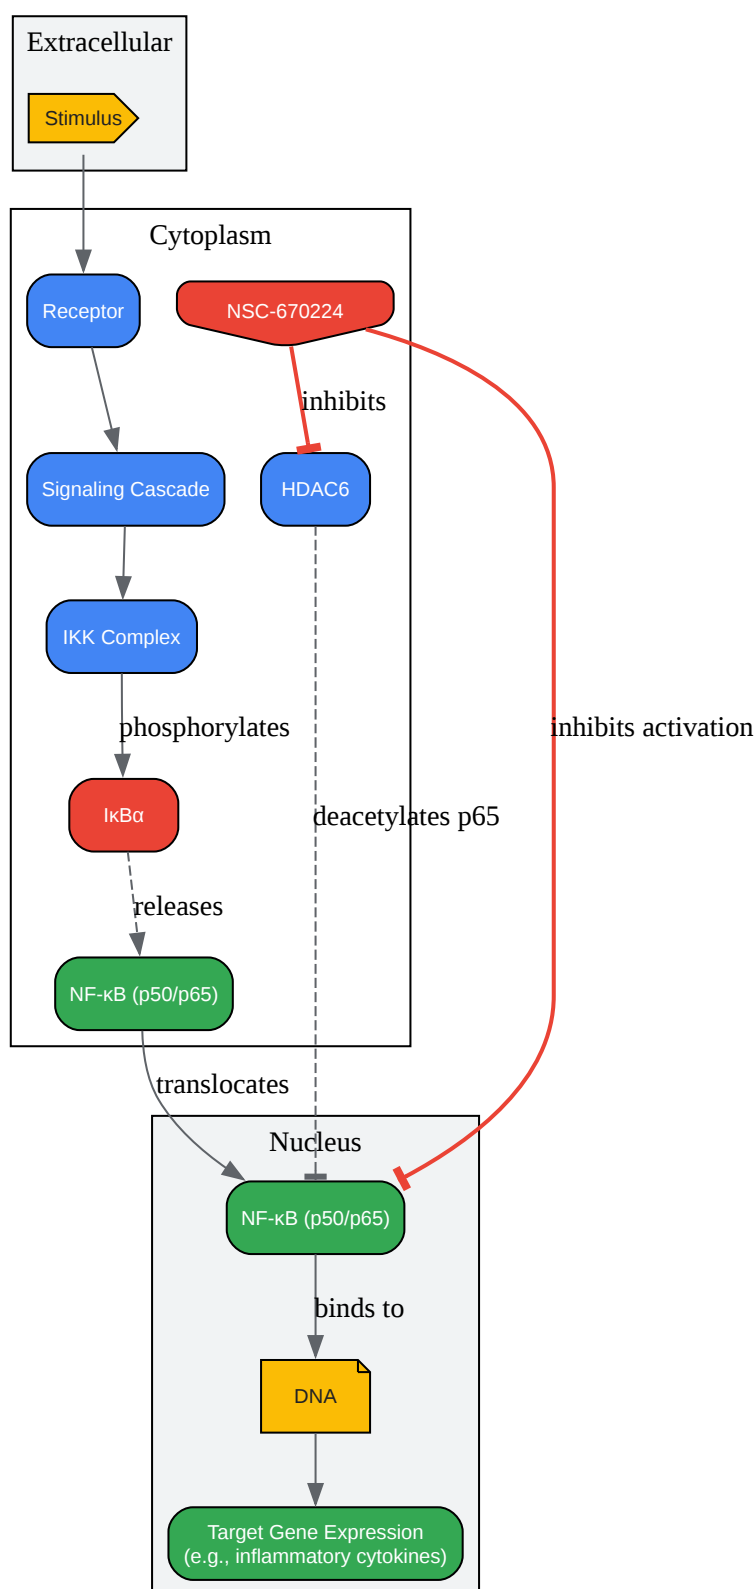 Extracellular
Stimulus
Cytoplasm
Receptor
NSC-670224
inhibits
Signaling Cascade
HDAC6
IKK Complex
phosphorylates
inhibits activation
IκBα
deacetylates p65
releases
NF-κB (p50/p65)
translocates
Nucleus
NF-κB (p50/p65)
binds to
DNA
Target Gene Expression
(e.g., inflammatory cytokines)